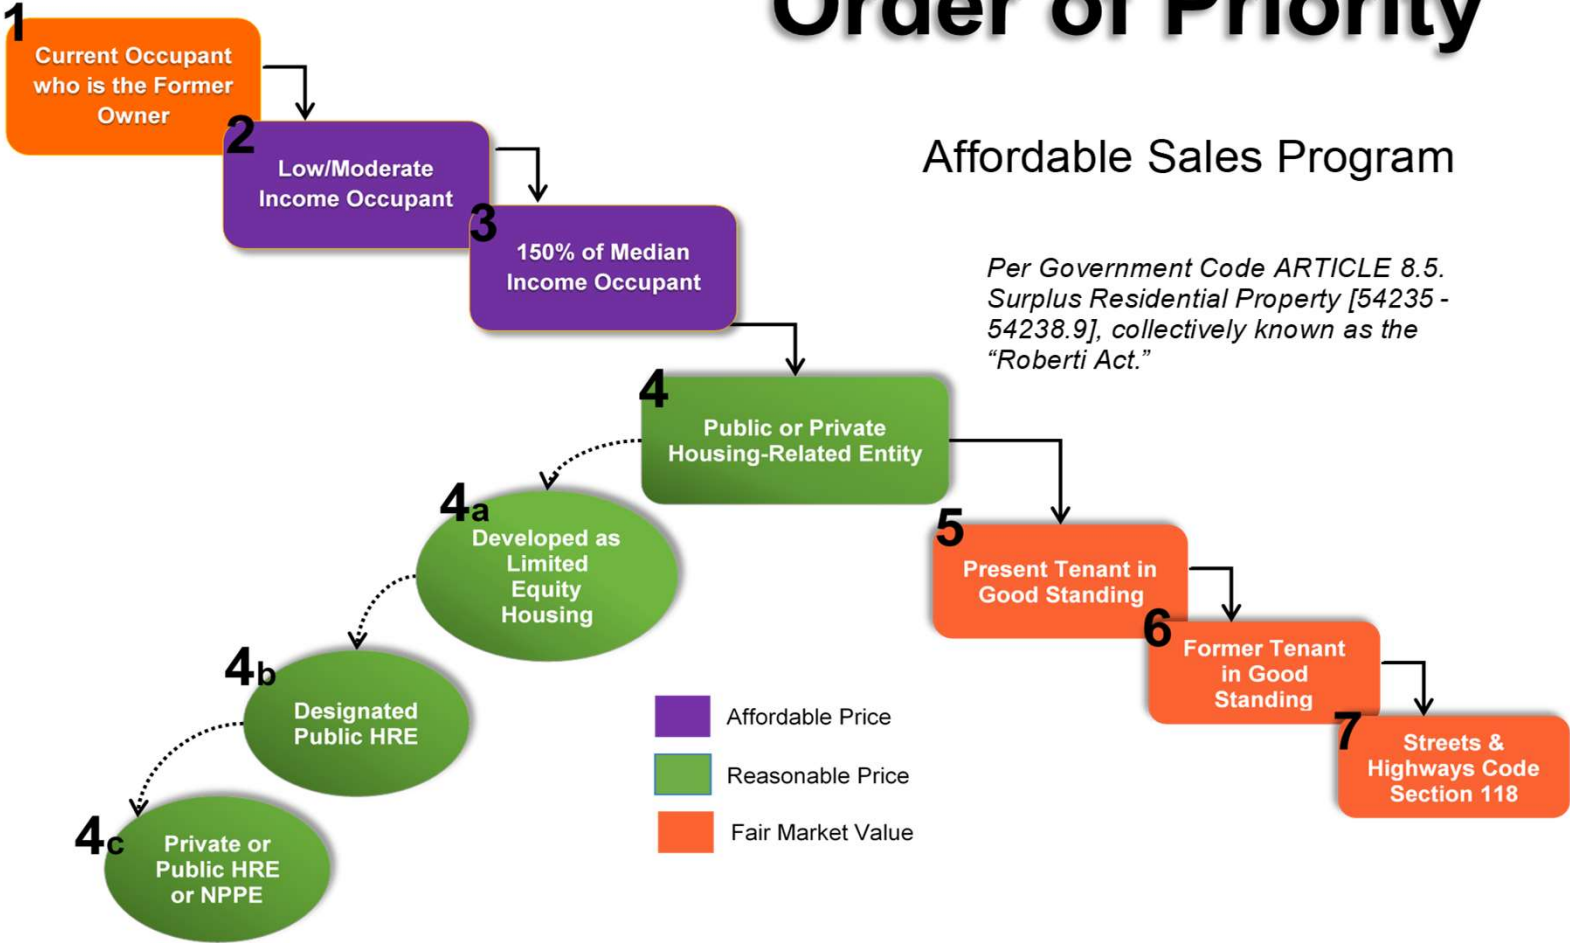 Order of Priority
1
Current Occupant
who is the Former
Owner
2
Low/Moderate
Income Occupant
Affordable Sales Program
3
150% of Median
Income Occupant
Per Government Code ARTICLE 8.5.
Surplus Residential Property [54235 -
54238.9], collectively known as the
“Roberti Act.”
4
Public or Private
Housing-Related Entity
4a
Developed as
Limited
Equity
Housing
4b
Designated
Public HRE
4c
Private or
Public HRE
or NPPE
5
Present Tenant in
Good Standing
6
Former Tenant
in Good
Standing
7
Streets &
Highways Code
Section 118
Affordable Price
Reasonable Price
Fair Market Value